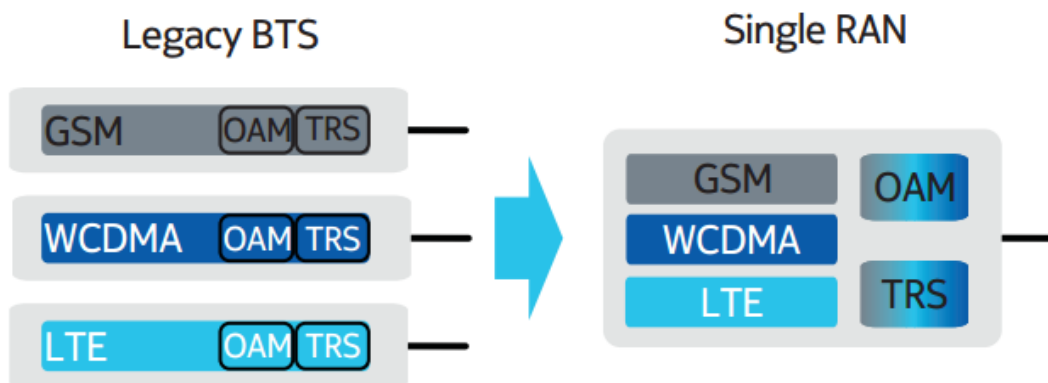 Legacy BTS
GSM OAM TRS
WCDMA OAM TRS
LTE OAM TRS
Single RAN
GSM
WCDMA
LTE
OAM
TRS